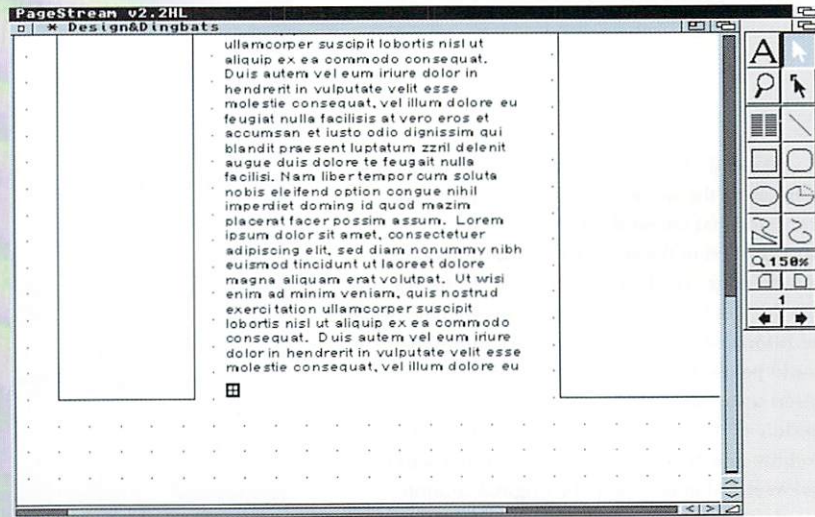 PageStream v2.2HL
* Design&Dingbats
ullamcorper suscipit lobortis nisl ut
aliquip ex ea commodo consequat.
Duis autem vel eum iriure dolor in
hendrerit in vulputate velit esse
molestie consequat, vel illum dolore eu
feugiat nulla facilisis at vero eros et
accumsan et iusto odio dignissim qui
blandit praesent luptatum zzril delenit
augue duis dolore te feugait nulla
facilisi. Nam liber tempor cum soluta
nobis eleifend option congue nihil
imperdiet doming id quod mazim
placerat facer possim assum. Lorem
ipsum dolor sit amet, consectetuer
adipiscing elit, sed diam nonummy nibh
euismod tincidunt ut laoreet dolore
magna aliquam erat volutpat. Ut wisi
enim ad minim veniam, quis nostrud
exerci tation ullamcorper suscipit
lobortis nisl ut aliquip ex ea commodo
consequat. Duis autem vel eum iriure
dolor in hendrerit in vulputate velit esse
molestie consequat, vel illum dolore eu
A
150%
1